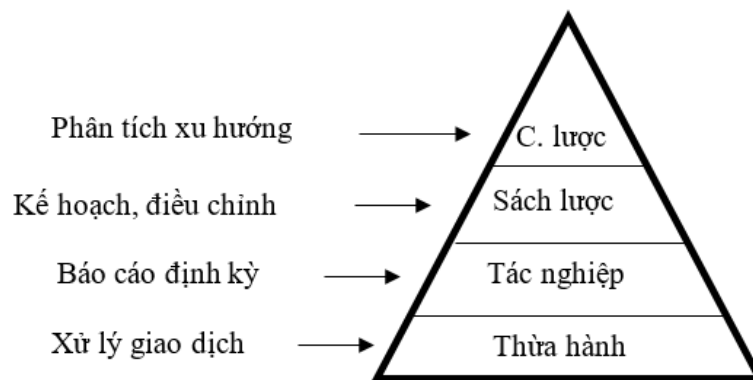 Phân tích xu hướng
C. lược
Kế hoạch, điều chỉnh
Sách lược
Báo cáo định kỳ
Tác nghiệp
Xử lý giao dịch
Thừa hành